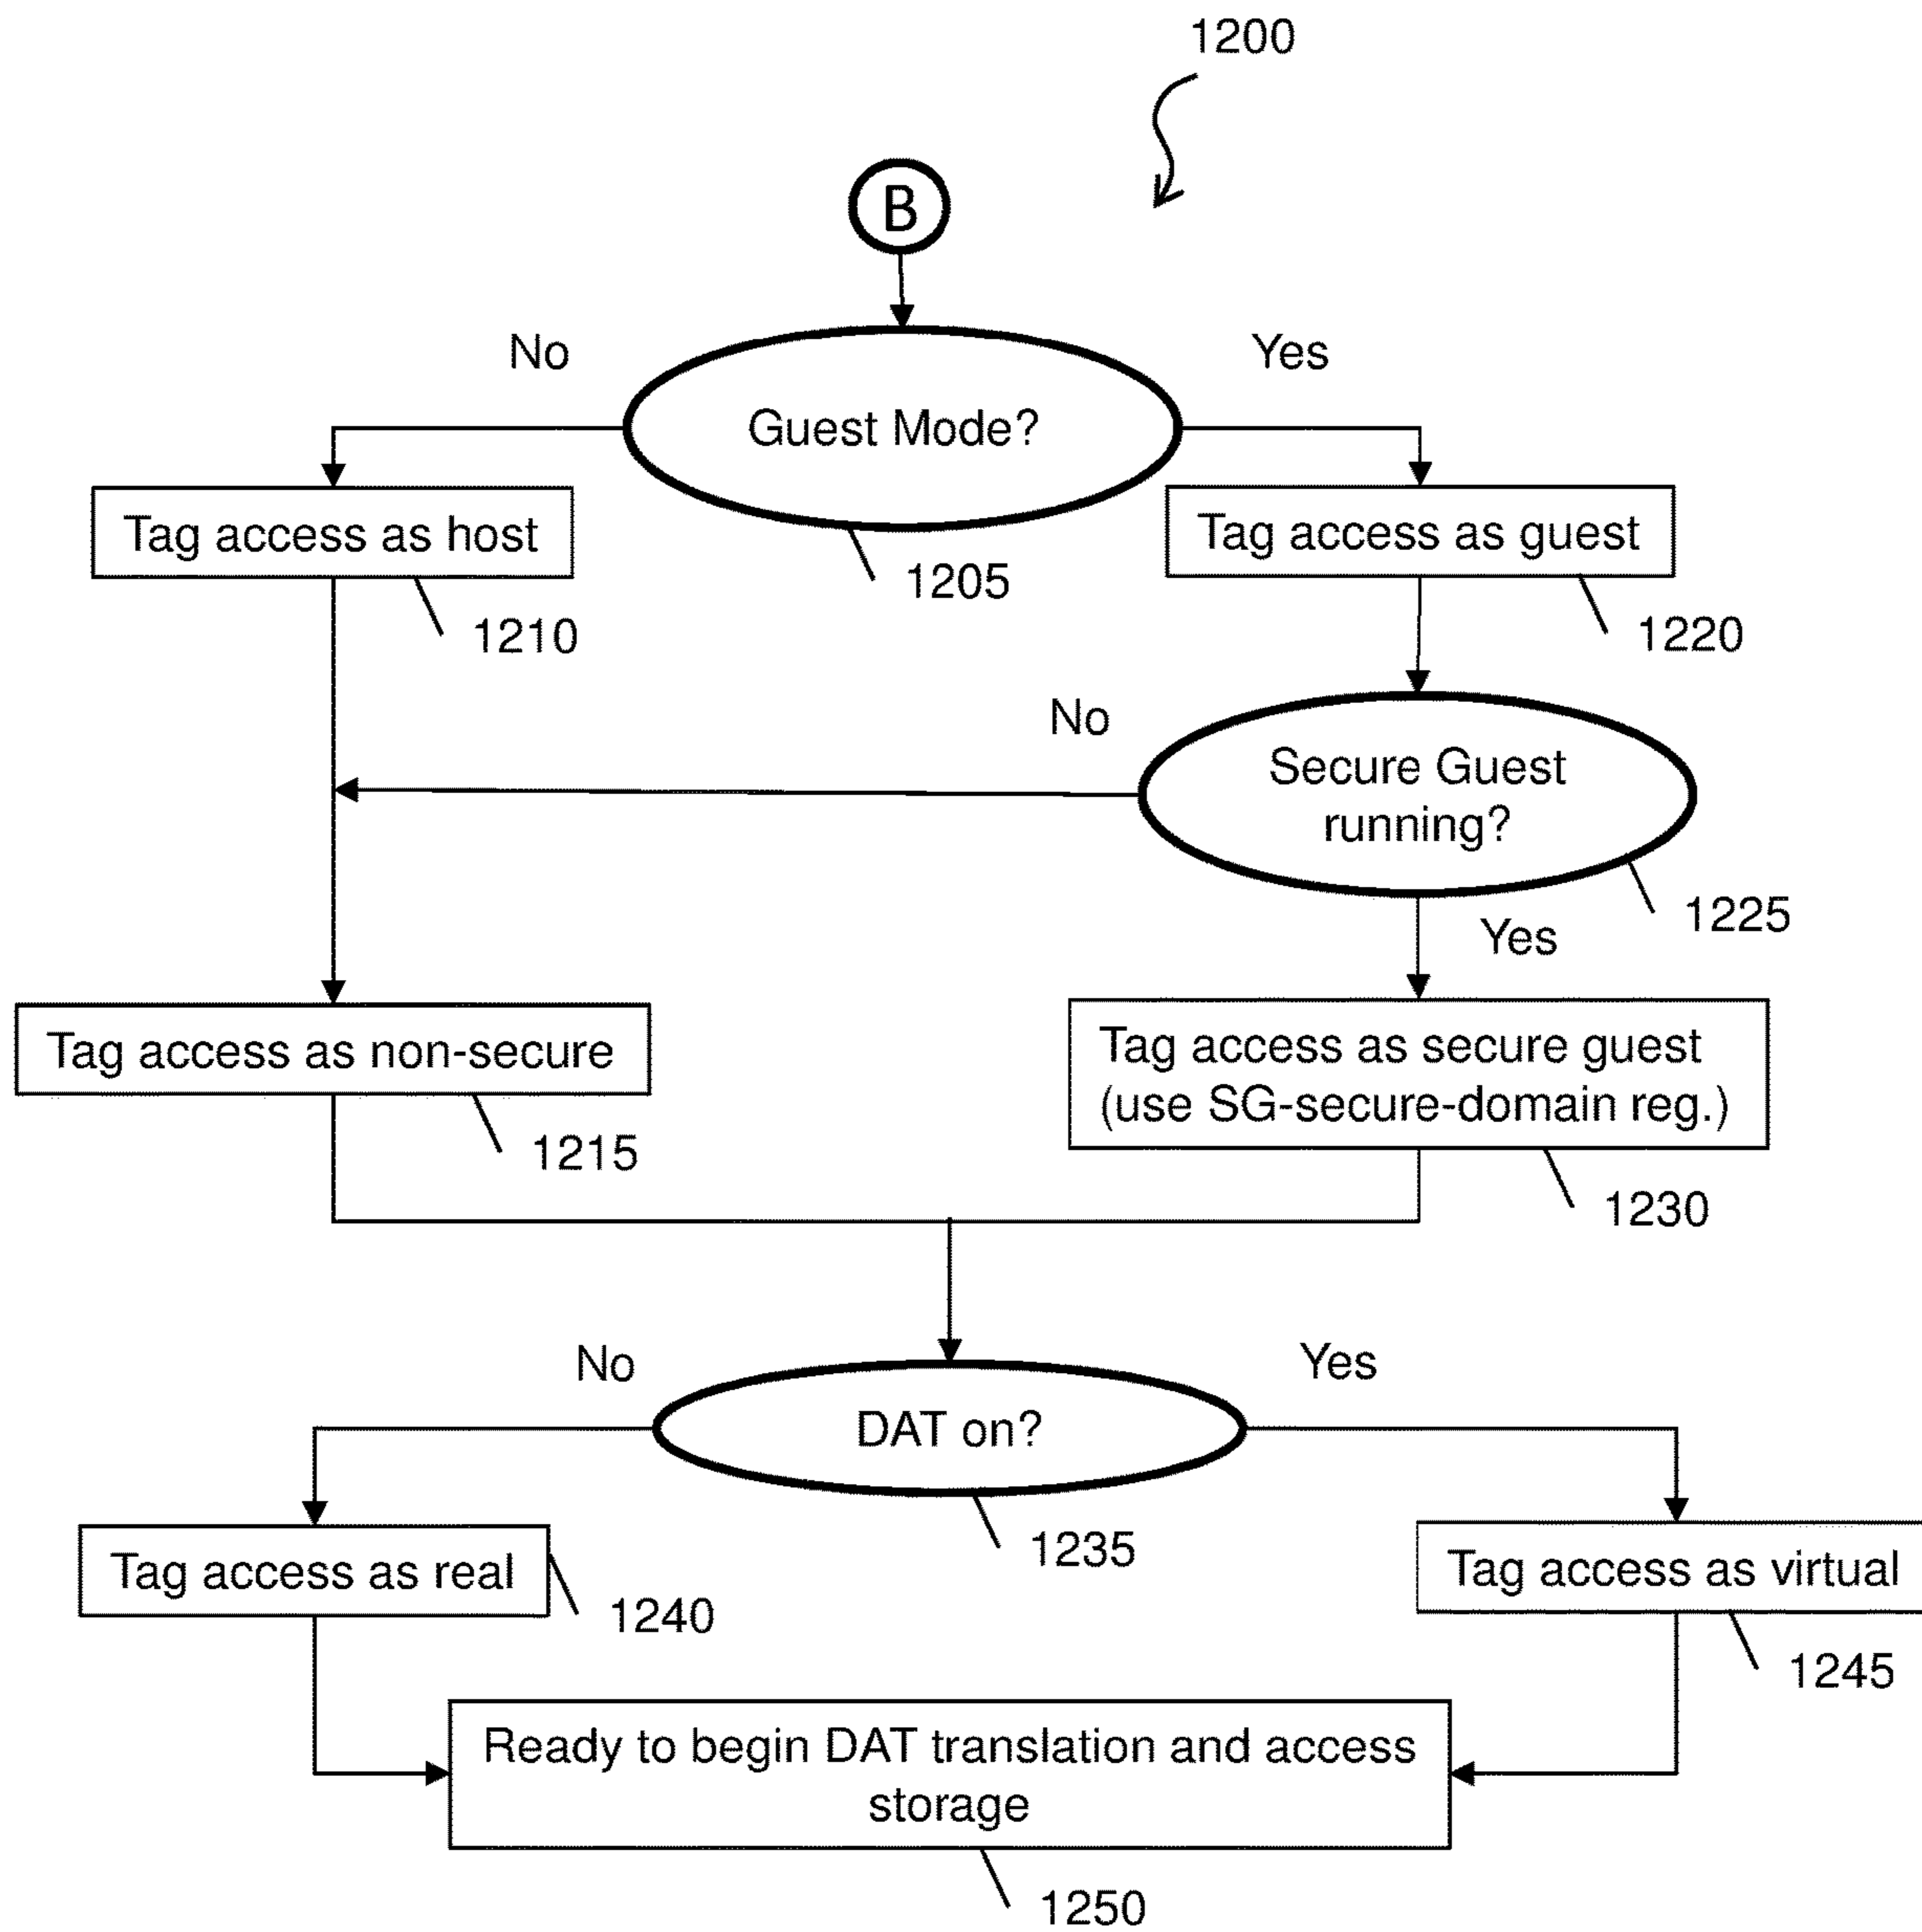 1200
B
No
Yes
Guest Mode?
Tag access as host
Tag access as guest
1205
1210
1220
No
Secure Guest
running?
1225
Yes
Tag access as non-secure
Tag access as secure guest
(use SG-secure-domain reg.)
1215
1230
No
Yes
DAT on?
1235
Tag access as real
Tag access as virtual
1240
1245
Ready to begin DAT translation and access
storage
1250